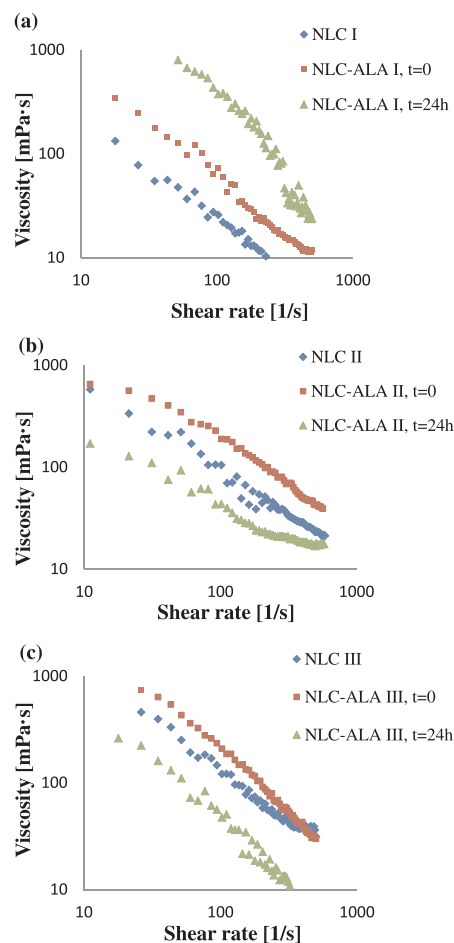 (a)
NLC I
NLC-ALA I, t=0
NLC-ALA I, t=24h
Viscosity [mPa·s]
1000
100
10
10 100 1000
Shear rate [1/s]
(b)
NLC II
NLC-ALA II, t=0
NLC-ALA II, t=24h
Viscosity [mPa·s]
1000
100
10
10 100 1000
Shear rate [1/s]
(c)
NLC III
NLC-ALA III, t=0
NLC-ALA III, t=24h
Viscosity [mPa·s]
1000
100
10
10 100 1000
Shear rate [1/s]